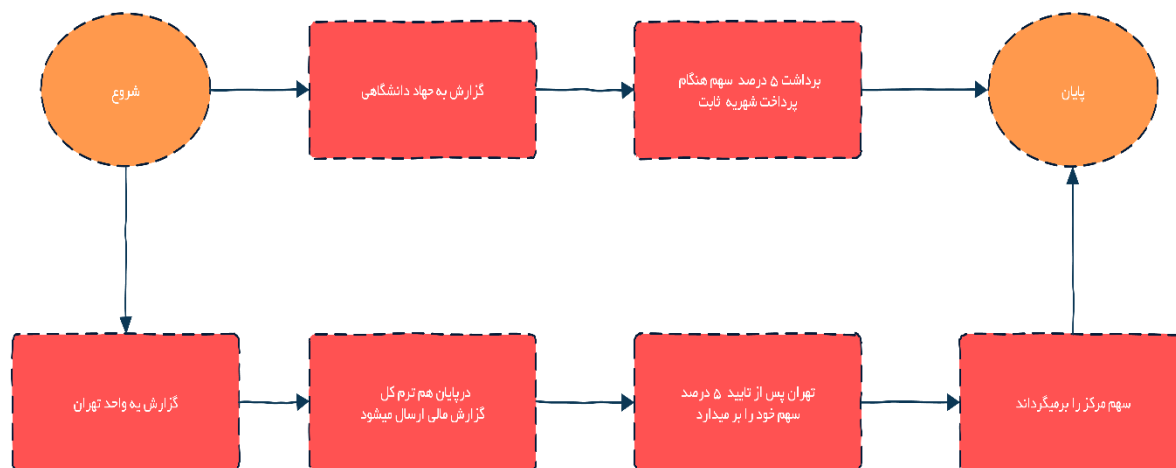 شروع
گزارش به جهاد دانشگاهی
برداشت ۵ درصد سهم هنگام
پرداخت شهریه ثابت
پایان
گزارش یه واحد تهران
درپایان هم ترم کل
گزارش مالی ارسال میشود
تهران پس از تایید ۵ درصد
سهم خود را بر میدارد
سهم مرکز را برمیگرداند